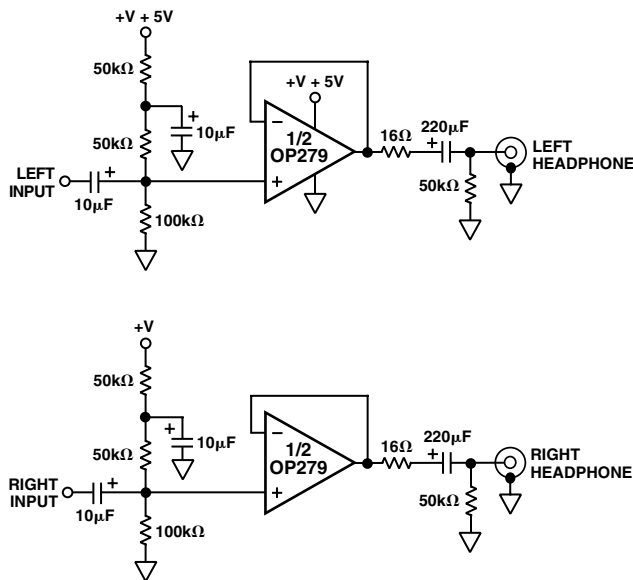 +V + 5V
50kΩ
+
10µF
50kΩ
LEFT
INPUT
+
10µF
100kΩ
+V + 5V
−
1/2
OP279
+
16Ω
220µF
+
50kΩ
LEFT
HEADPHONE
+V
50kΩ
+
10µF
50kΩ
RIGHT
INPUT
+
10µF
100kΩ
−
1/2
OP279
+
16Ω
220µF
+
50kΩ
RIGHT
HEADPHONE